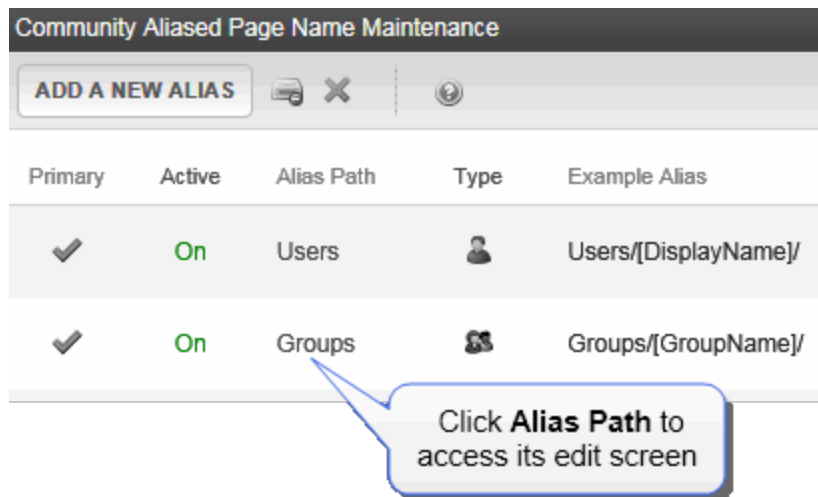 Community Aliased Page Name Maintenance
ADD A NEW ALIAS
Primary Active Alias Path Type Example Alias
On Users Users/[DisplayName]/
On Groups Groups/[GroupName]/
Click Alias Path to
access its edit screen